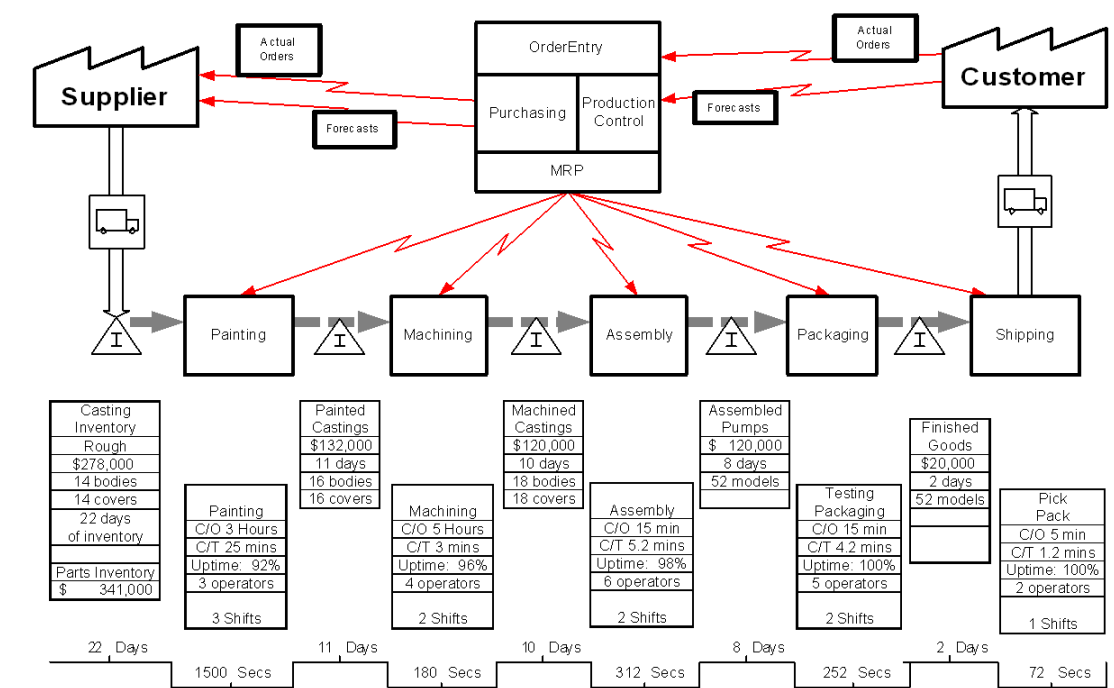 Actual
Orders
OrderEntry
Actual
Orders
Supplier
Customer
Purchasing
Production
Control
Forecasts
Forecasts
MRP
I
Painting
I
Machining
I
Assembly
I
Packaging
I
Shipping
Casting
Inventory
Rough
$278,000
14 bodies
14 covers
22 days
of inventory
Parts Inventory
$ 341,000
Painting
C/O 3 Hours
C/T 25 mins
Uptime: 92%
3 operators
3 Shifts
Painted
Castings
$132,000
11 days
16 bodies
16 covers
Machining
C/O 5 Hours
C/T 3 mins
Uptime: 96%
4 operators
2 Shifts
Machined
Castings
$120,000
10 days
18 bodies
18 covers
Assembly
C/O 15 min
C/T 5.2 mins
Uptime: 98%
6 operators
2 Shifts
Assembled
Pumps
$ 120,000
8 days
52 models
Testing
Packaging
C/O 15 min
C/T 4.2 mins
Uptime: 100%
5 operators
2 Shifts
Finished
Goods
$20,000
2 days
52 models
Pick
Pack
C/O 5 min
C/T 1.2 mins
Uptime: 100%
2 operators
1 Shifts
22 Days
1500 Secs
11 Days
180 Secs
10 Days
312 Secs
8 Days
252 Secs
2 Days
72 Secs